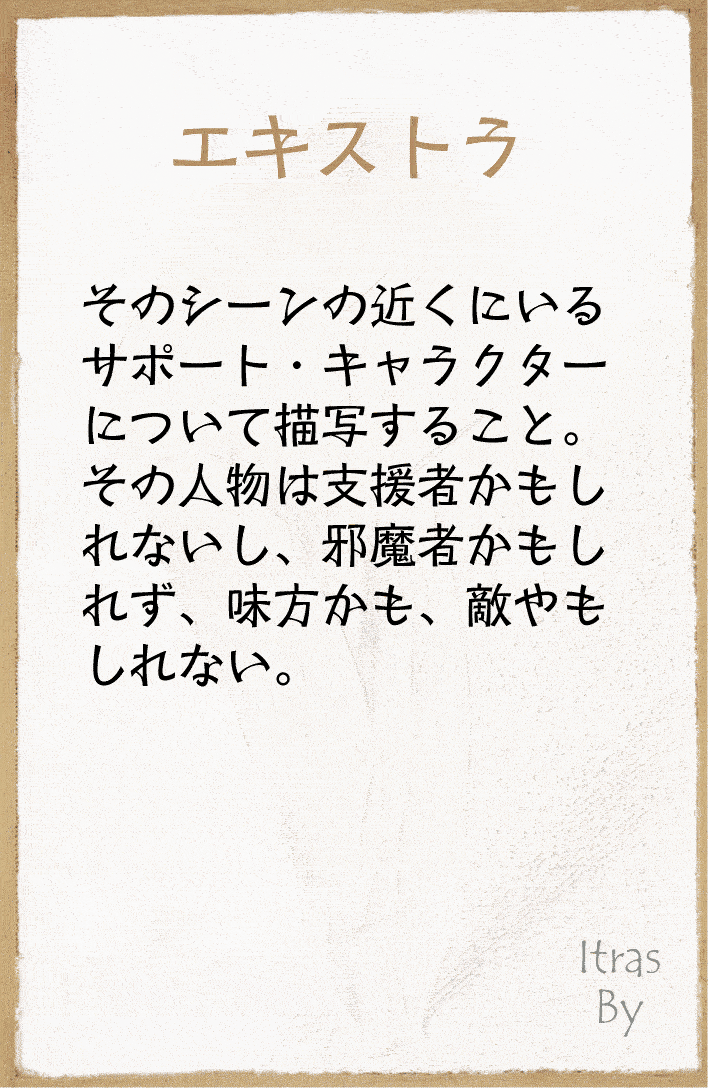 エキストラ
そのシーンの近くにいる
サポート・キャラクター
について描写すること。
その人物は支援者かもし
れないし、邪魔者かもし
れず、味方かも、敵やも
しれない。
Itras
By